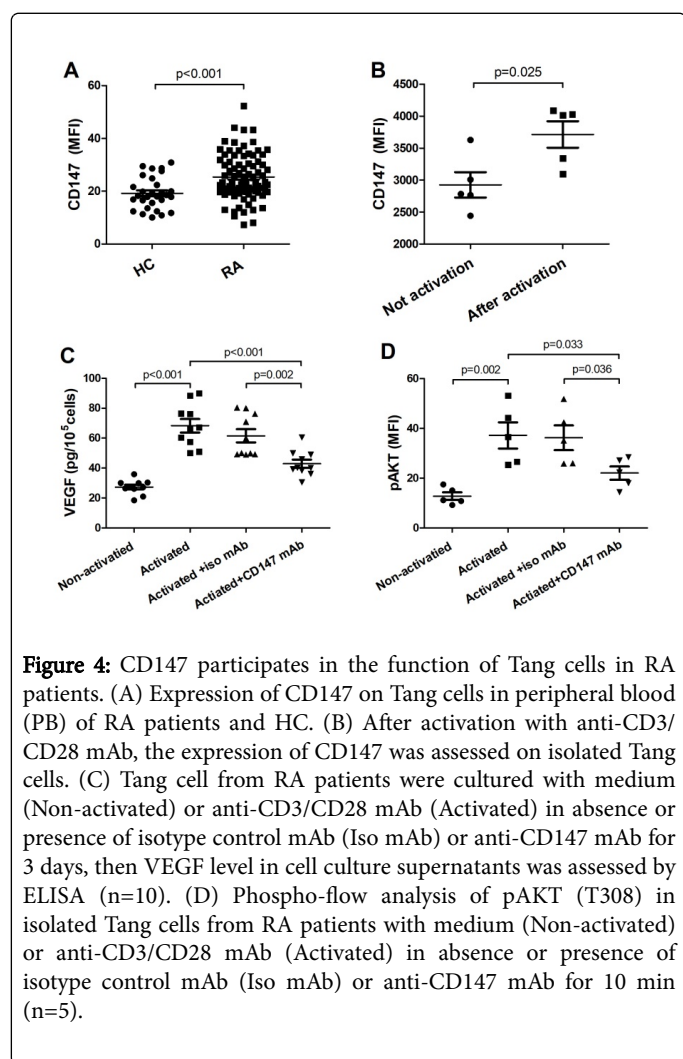 A
p<0.001
CD147 (MFI)
60
40
20
0
HC
RA
B
p=0.025
CD147 (MFI)
4500
4000
3500
3000
2500
2000
Not activation
After activation
C
p<0.001
p<0.001
p=0.002
VEGF (pg/10⁵cells)
100
80
60
40
20
0
Non-activatied
Activated
Activated +iso mAb
Actiated+CD147 mAb
D
p=0.033
p=0.002
p=0.036
pAKT (MFI)
60
40
20
0
Non-activated
Activated
Activated +iso mAb
Actiated+CD147 mAb
Figure 4: CD147 participates in the function of Tang cells in RA
patients. (A) Expression of CD147 on Tang cells in peripheral blood
(PB) of RA patients and HC. (B) After activation with anti-CD3/
CD28 mAb, the expression of CD147 was assessed on isolated Tang
cells. (C) Tang cell from RA patients were cultured with medium
(Non-activated) or anti-CD3/CD28 mAb (Activated) in absence or
presence of isotype control mAb (Iso mAb) or anti-CD147 mAb for
3 days, then VEGF level in cell culture supernatants was assessed by
ELISA (n=10). (D) Phospho-flow analysis of pAKT (T308) in
isolated Tang cells from RA patients with medium (Non-activated)
or anti-CD3/CD28 mAb (Activated) in absence or presence of
isotype control mAb (Iso mAb) or anti-CD147 mAb for 10 min
(n=5).